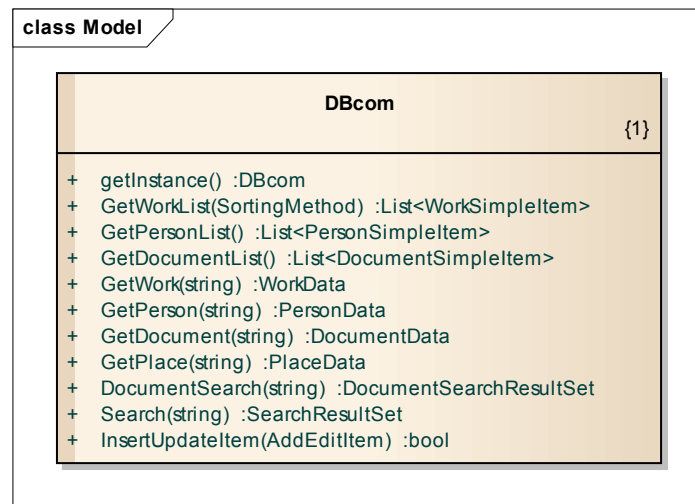 class Model
DBcom
{1}
+ getInstance() :DBcom
+ GetWorkList(SortingMethod) :List<WorkSimpleItem>
+ GetPersonList() :List<PersonSimpleItem>
+ GetDocumentList() :List<DocumentSimpleItem>
+ GetWork(string) :WorkData
+ GetPerson(string) :PersonData
+ GetDocument(string) :DocumentData
+ GetPlace(string) :PlaceData
+ DocumentSearch(string) :DocumentSearchResultSet
+ Search(string) :SearchResultSet
+ InsertUpdateItem(AddEditItem) :bool